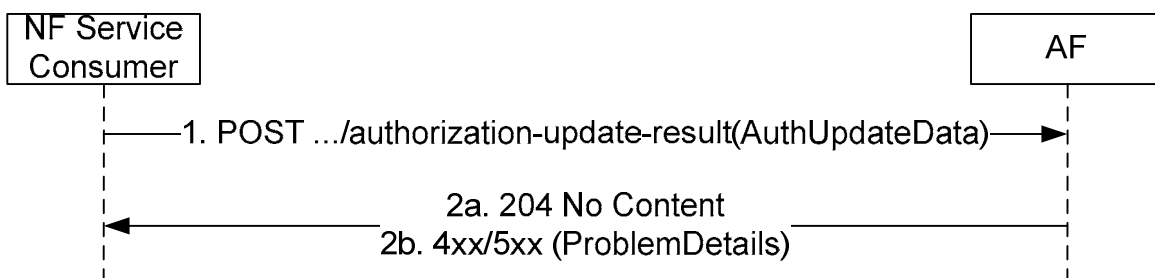 NF Service
Consumer
AF
1. POST .../authorization-update-result(AuthUpdateData)
2a. 204 No Content
2b. 4xx/5xx (ProblemDetails)